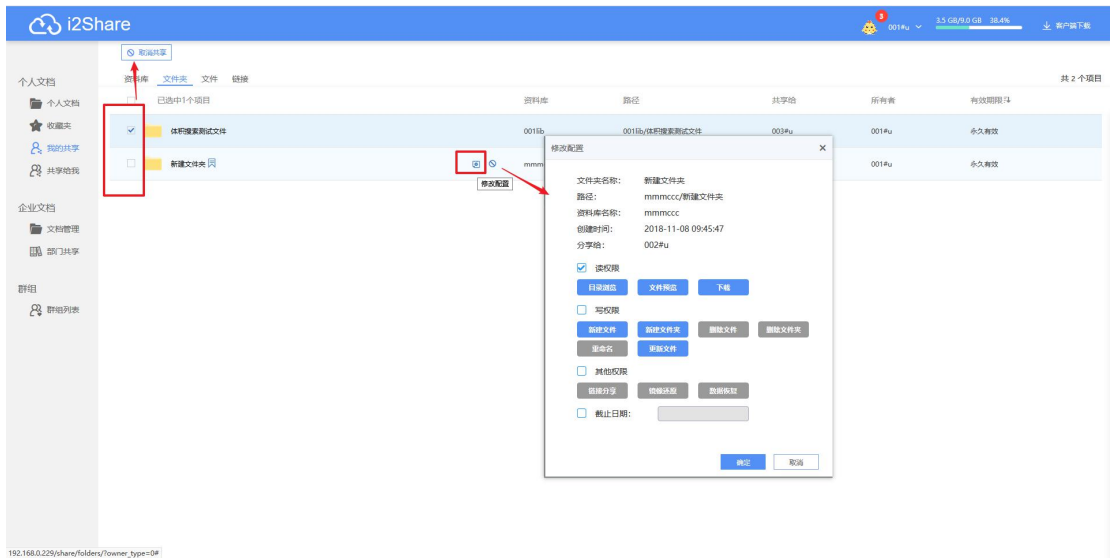 i2Share
3
001#u
3.5 GB/9.0 GB 38.4%
客户端下载
取消共享
个人文档
资料库 文件夹 文件 链接
共 2 个项目
个人文档
已选中1个项目 资料库 路径 共享给 所有者 有效期限
收藏夹
体积搜索测试文件 001lib 001lib/体积搜索测试文件 003#u 001#u 永久有效
我的共享
修改配置
共享给我
新建文件夹 mmm 001#u 永久有效
修改配置
文件夹名称: 新建文件夹
路径: mmmccc/新建文件夹
资料库名称: mmmccc
创建时间: 2018-11-08 09:45:47
分享给: 002#u
企业文档
文档管理
部门共享
群组
群组列表
读权限
目录浏览 文件预览 下载
写权限
新建文件 新建文件夹 删除文件 删除文件夹
重命名 更新文件
其他权限
链接分享 镜像还原 数据恢复
截止日期:
确定 取消
192.168.0.229/share/folders/?owner_type=0#